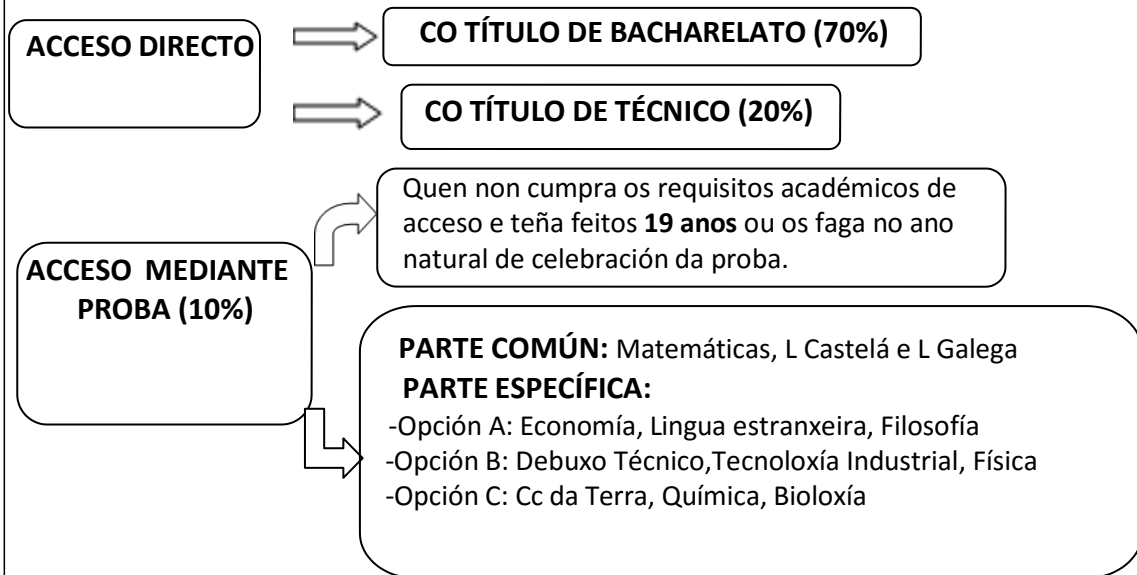 ACCESO DIRECTO
CO TÍTULO DE BACHARELATO (70%)
CO TÍTULO DE TÉCNICO (20%)
Quen non cumpra os requisitos académicos de
acceso e teña feitos 19 anos ou os faga no ano
natural de celebración da proba.
ACCESO MEDIANTE
PROBA (10%)
PARTE COMÚN: Matemáticas, L Castelá e L Galega
PARTE ESPECÍFICA:
-Opción A: Economía, Lingua estranxeira, Filosofía
-Opción B: Debuxo Técnico,Tecnoloxía Industrial, Física
-Opción C: Cc da Terra, Química, Bioloxía